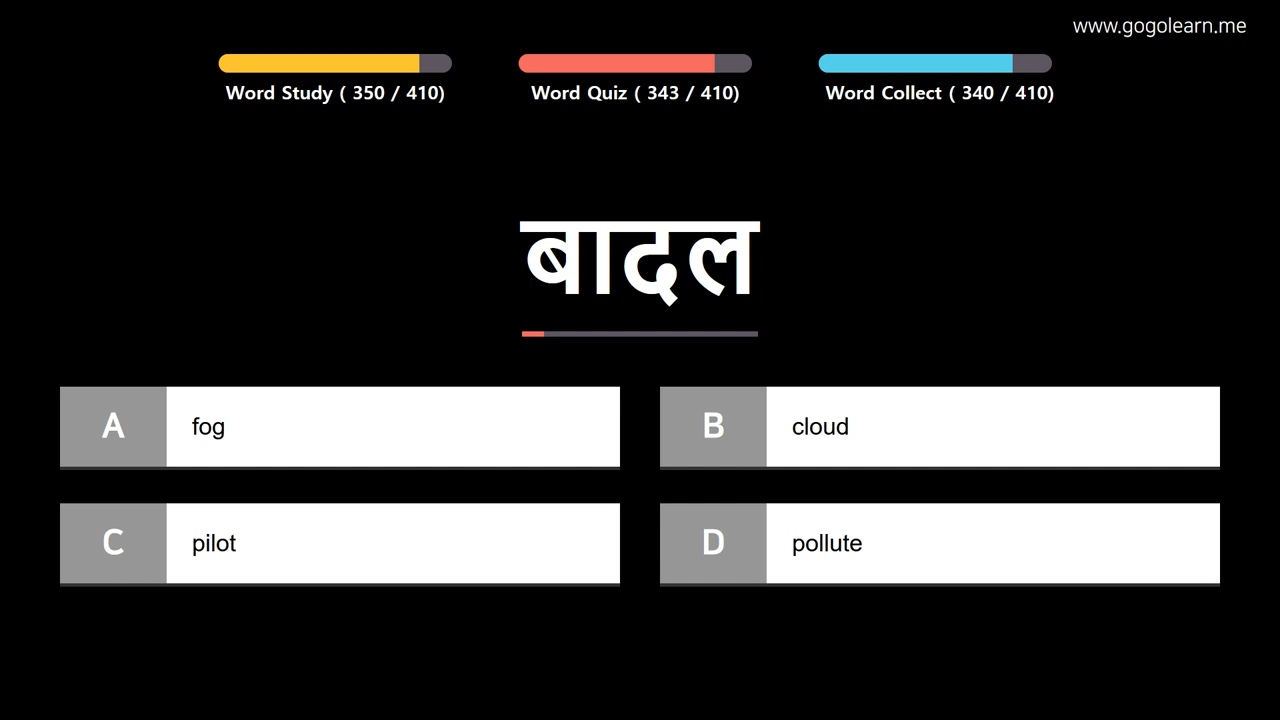 www.gogolearn.me
Word Study ( 350 / 410)
Word Quiz ( 343 / 410)
Word Collect ( 340 / 410)
बादल
A fog
B cloud
C pilot
D pollute